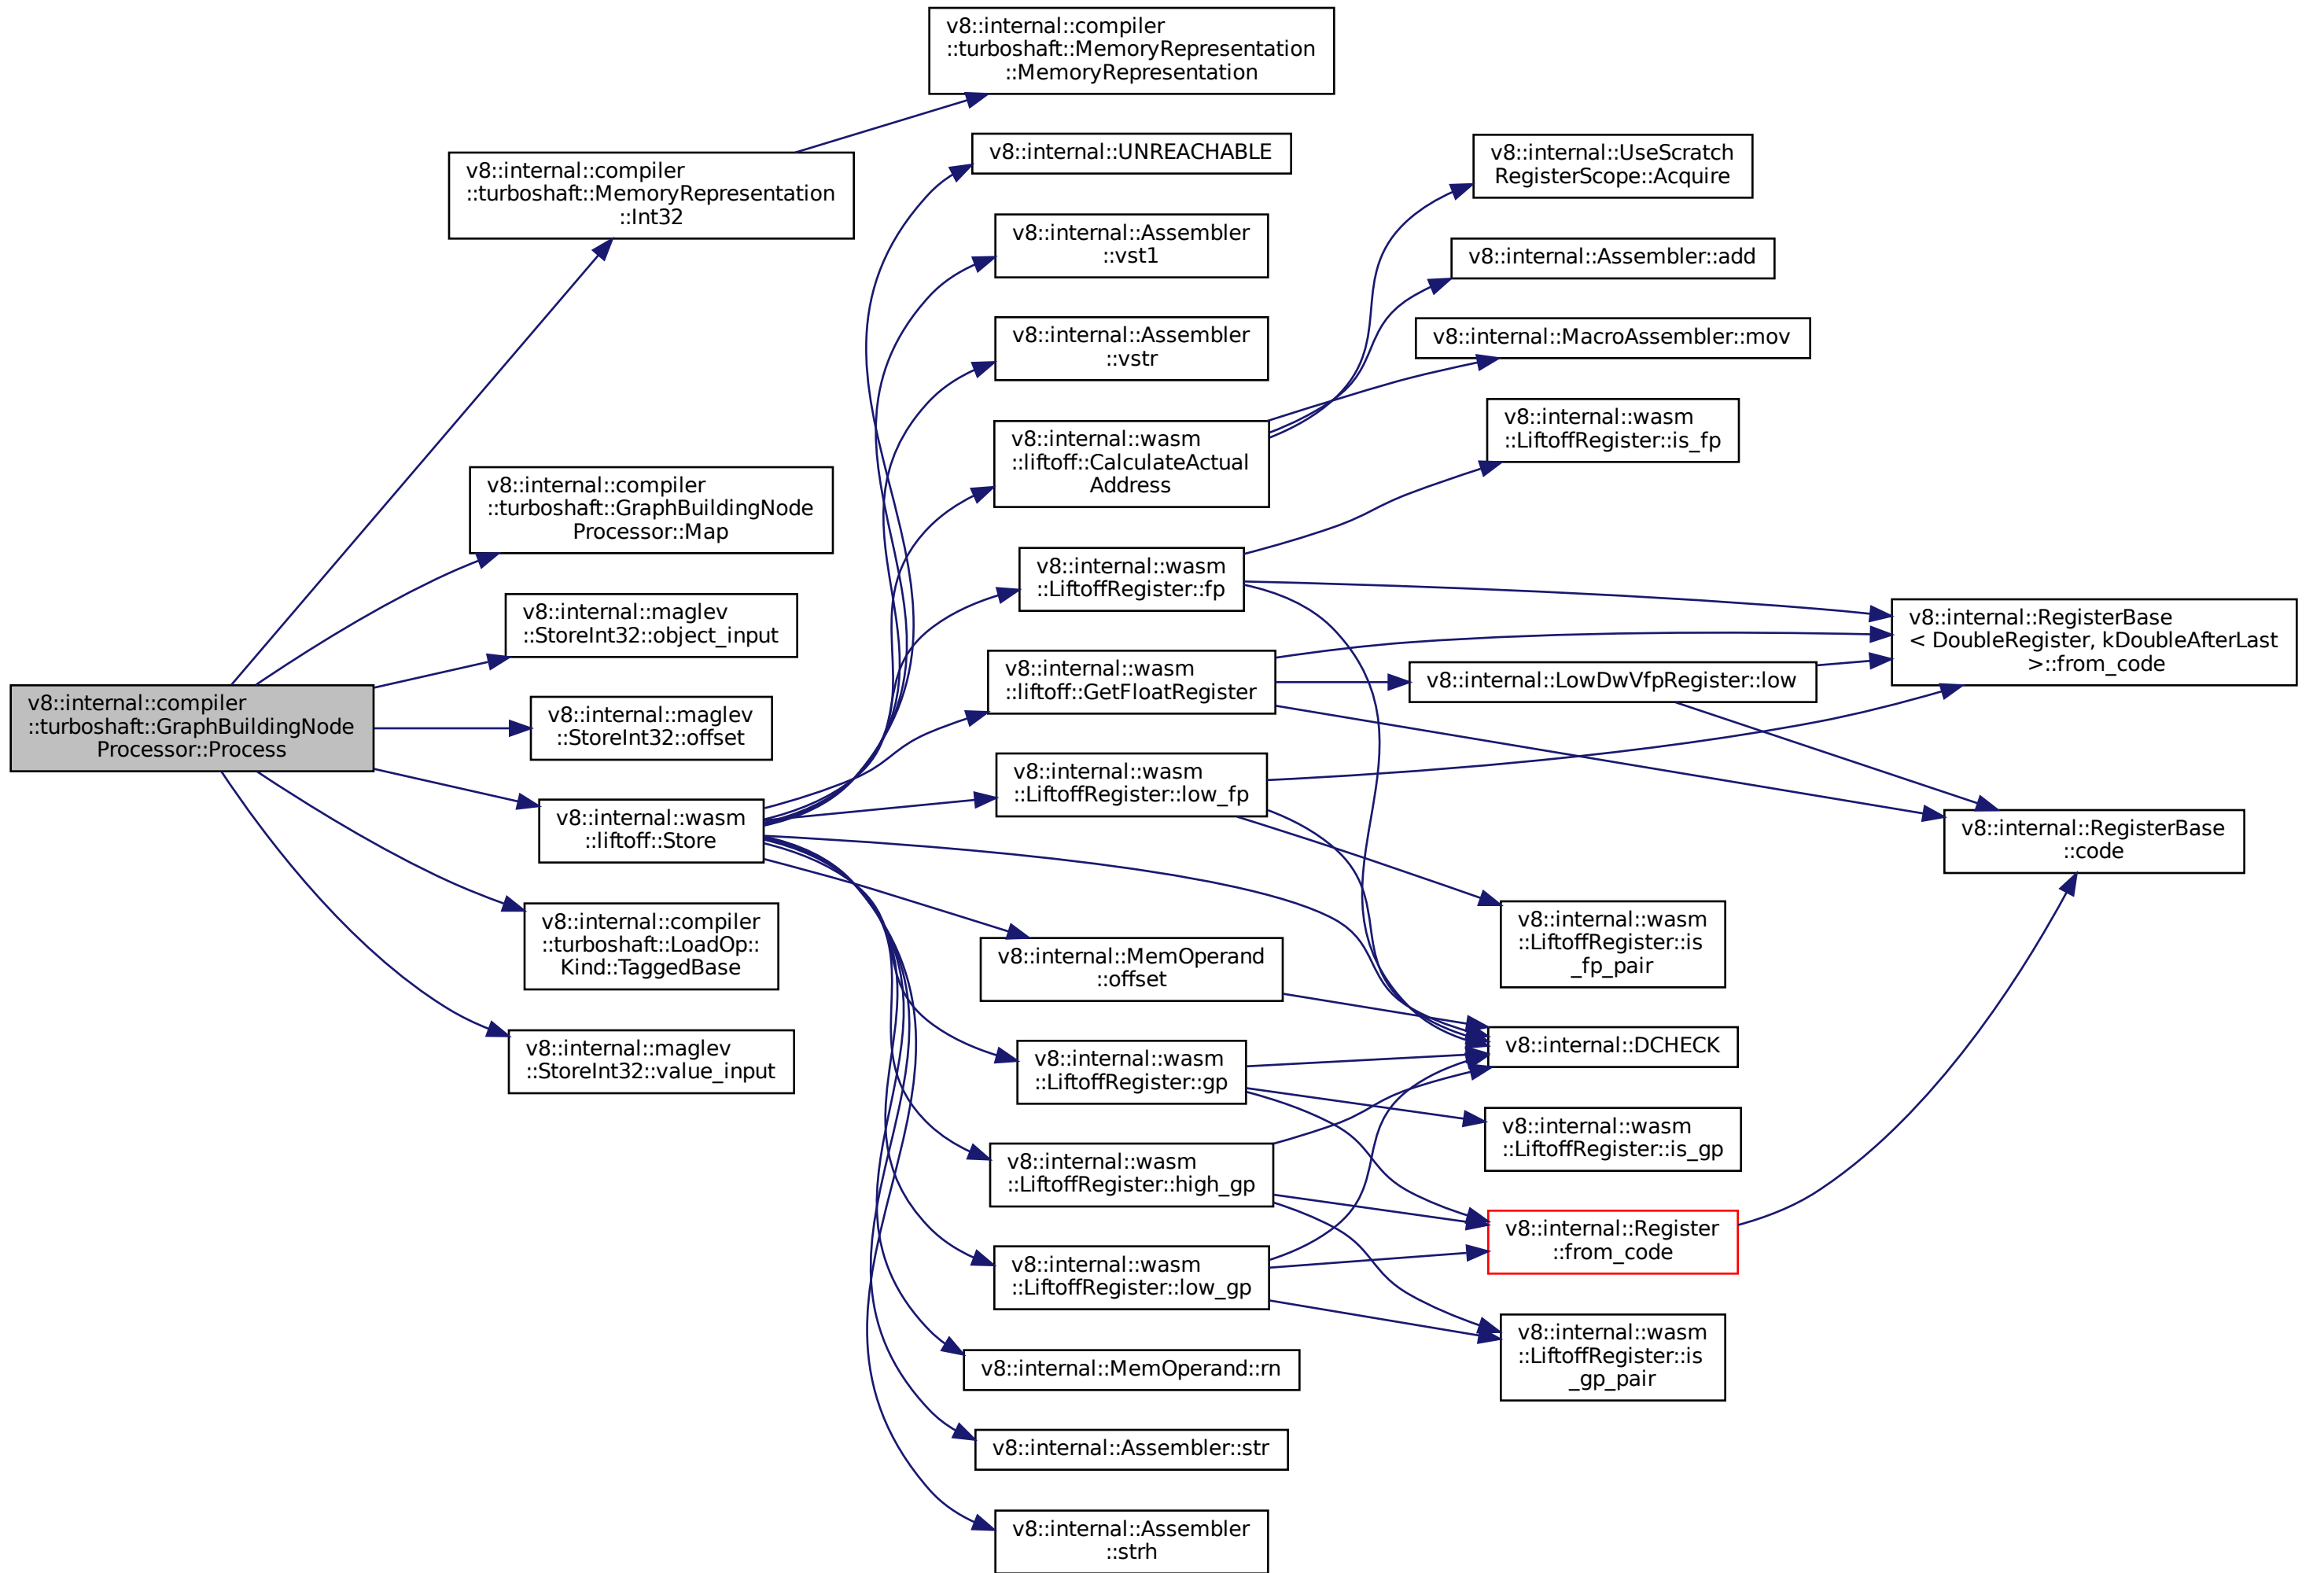 v8::internal::compiler
::turboshaft::GraphBuildingNode
Processor::Process
v8::internal::compiler
::turboshaft::MemoryRepresentation
::Int32
v8::internal::compiler
::turboshaft::GraphBuildingNode
Processor::Map
v8::internal::maglev
::StoreInt32::object_input
v8::internal::maglev
::StoreInt32::offset
v8::internal::wasm
::liftoff::Store
v8::internal::compiler
::turboshaft::LoadOp::
Kind::TaggedBase
v8::internal::maglev
::StoreInt32::value_input
v8::internal::compiler
::turboshaft::MemoryRepresentation
::MemoryRepresentation
v8::internal::UNREACHABLE
v8::internal::Assembler
::vst1
v8::internal::Assembler
::vstr
v8::internal::wasm
::liftoff::CalculateActual
Address
v8::internal::wasm
::LiftoffRegister::fp
v8::internal::wasm
::liftoff::GetFloatRegister
v8::internal::wasm
::LiftoffRegister::low_fp
v8::internal::MemOperand
::offset
v8::internal::wasm
::LiftoffRegister::gp
v8::internal::wasm
::LiftoffRegister::high_gp
v8::internal::wasm
::LiftoffRegister::low_gp
v8::internal::MemOperand::rn
v8::internal::Assembler::str
v8::internal::Assembler
::strh
v8::internal::UseScratch
RegisterScope::Acquire
v8::internal::Assembler::add
v8::internal::MacroAssembler::mov
v8::internal::wasm
::LiftoffRegister::is_fp
v8::internal::LowDwVfpRegister::low
v8::internal::wasm
::LiftoffRegister::is
_fp_pair
v8::internal::DCHECK
v8::internal::wasm
::LiftoffRegister::is_gp
v8::internal::Register
::from_code
v8::internal::wasm
::LiftoffRegister::is
_gp_pair
v8::internal::RegisterBase
< DoubleRegister, kDoubleAfterLast
>::from_code
v8::internal::RegisterBase
::code